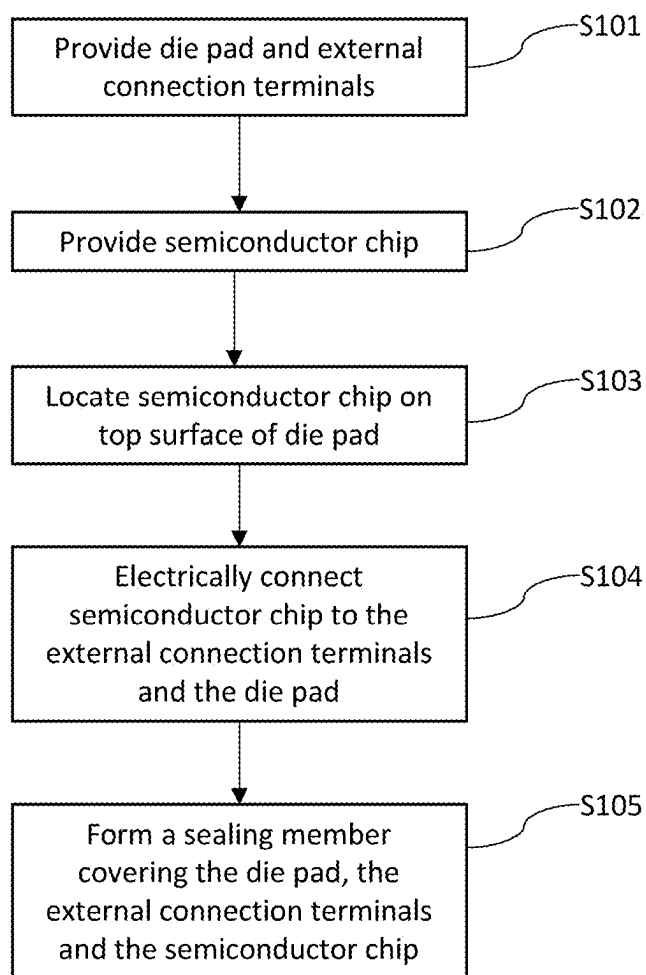 Provide die pad and external
connection terminals
S101
Provide semiconductor chip
S102
Locate semiconductor chip on
top surface of die pad
S103
Electrically connect
semiconductor chip to the
external connection terminals
and the die pad
S104
Form a sealing member
covering the die pad, the
external connection terminals
and the semiconductor chip
S105